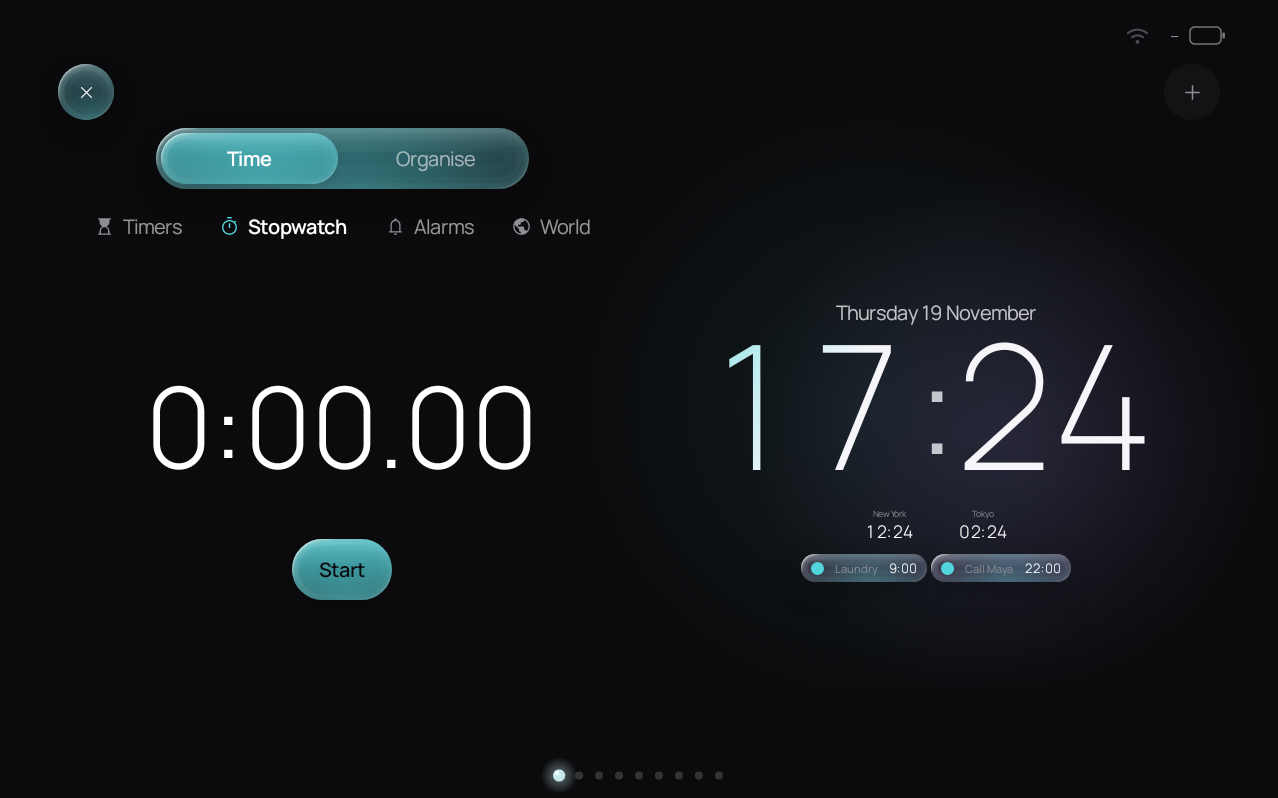 –
Time Organise
Timers Stopwatch Alarms World
Thursday 19 November
17:24
0:00.00
New York Tokyo
12:24 02:24
Laundry 9:00 Call Maya 22:00
Start